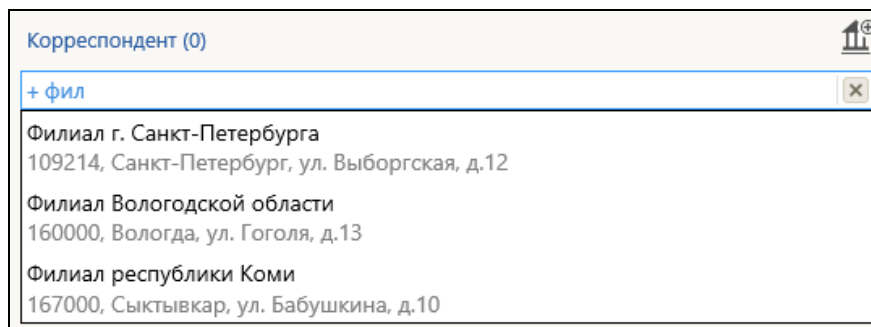 Корреспондент (0)
+ фил
Филиал г. Санкт-Петербурга
109214, Санкт-Петербург, ул. Выборгская, д.12
Филиал Вологодской области
160000, Вологда, ул. Гоголя, д.13
Филиал республики Коми
167000, Сыктывкар, ул. Бабушкина, д.10